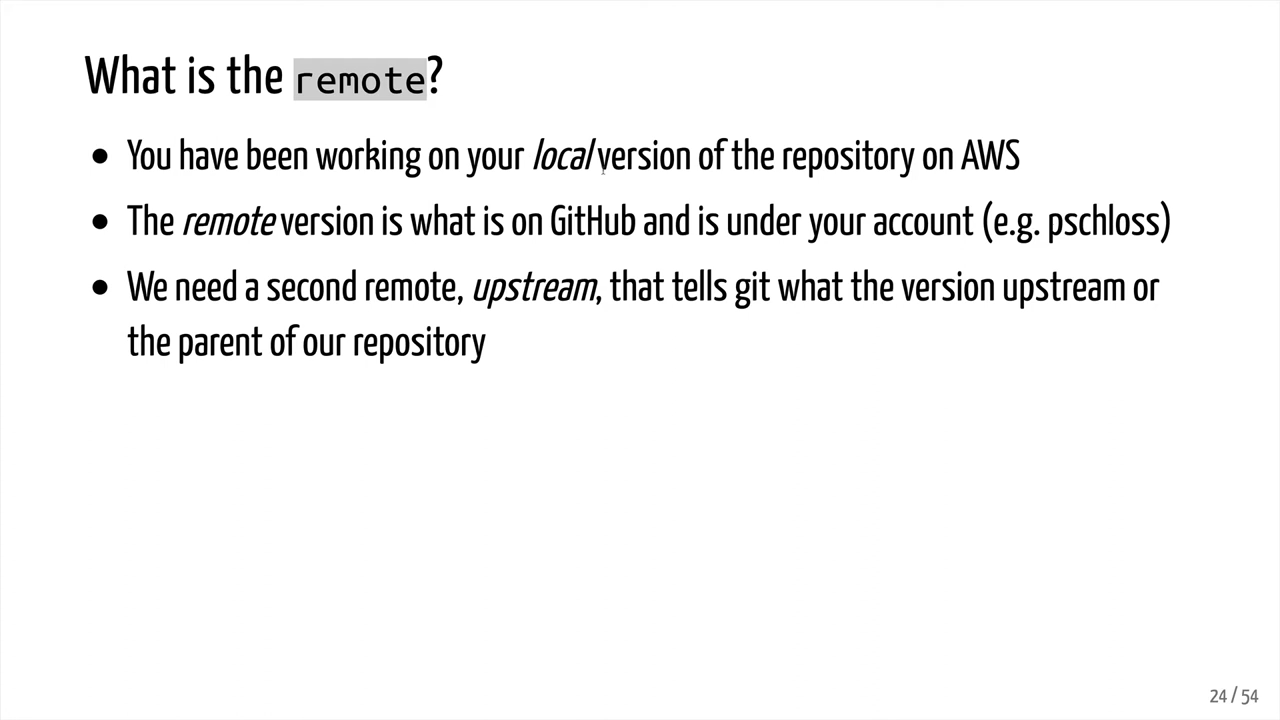 What is the remote?
• You have been working on your local version of the repository on AWS
• The remote version is what is on GitHub and is under your account (e.g. pschloss)
• We need a second remote, upstream, that tells git what the version upstream or
the parent of our repository
24 / 54